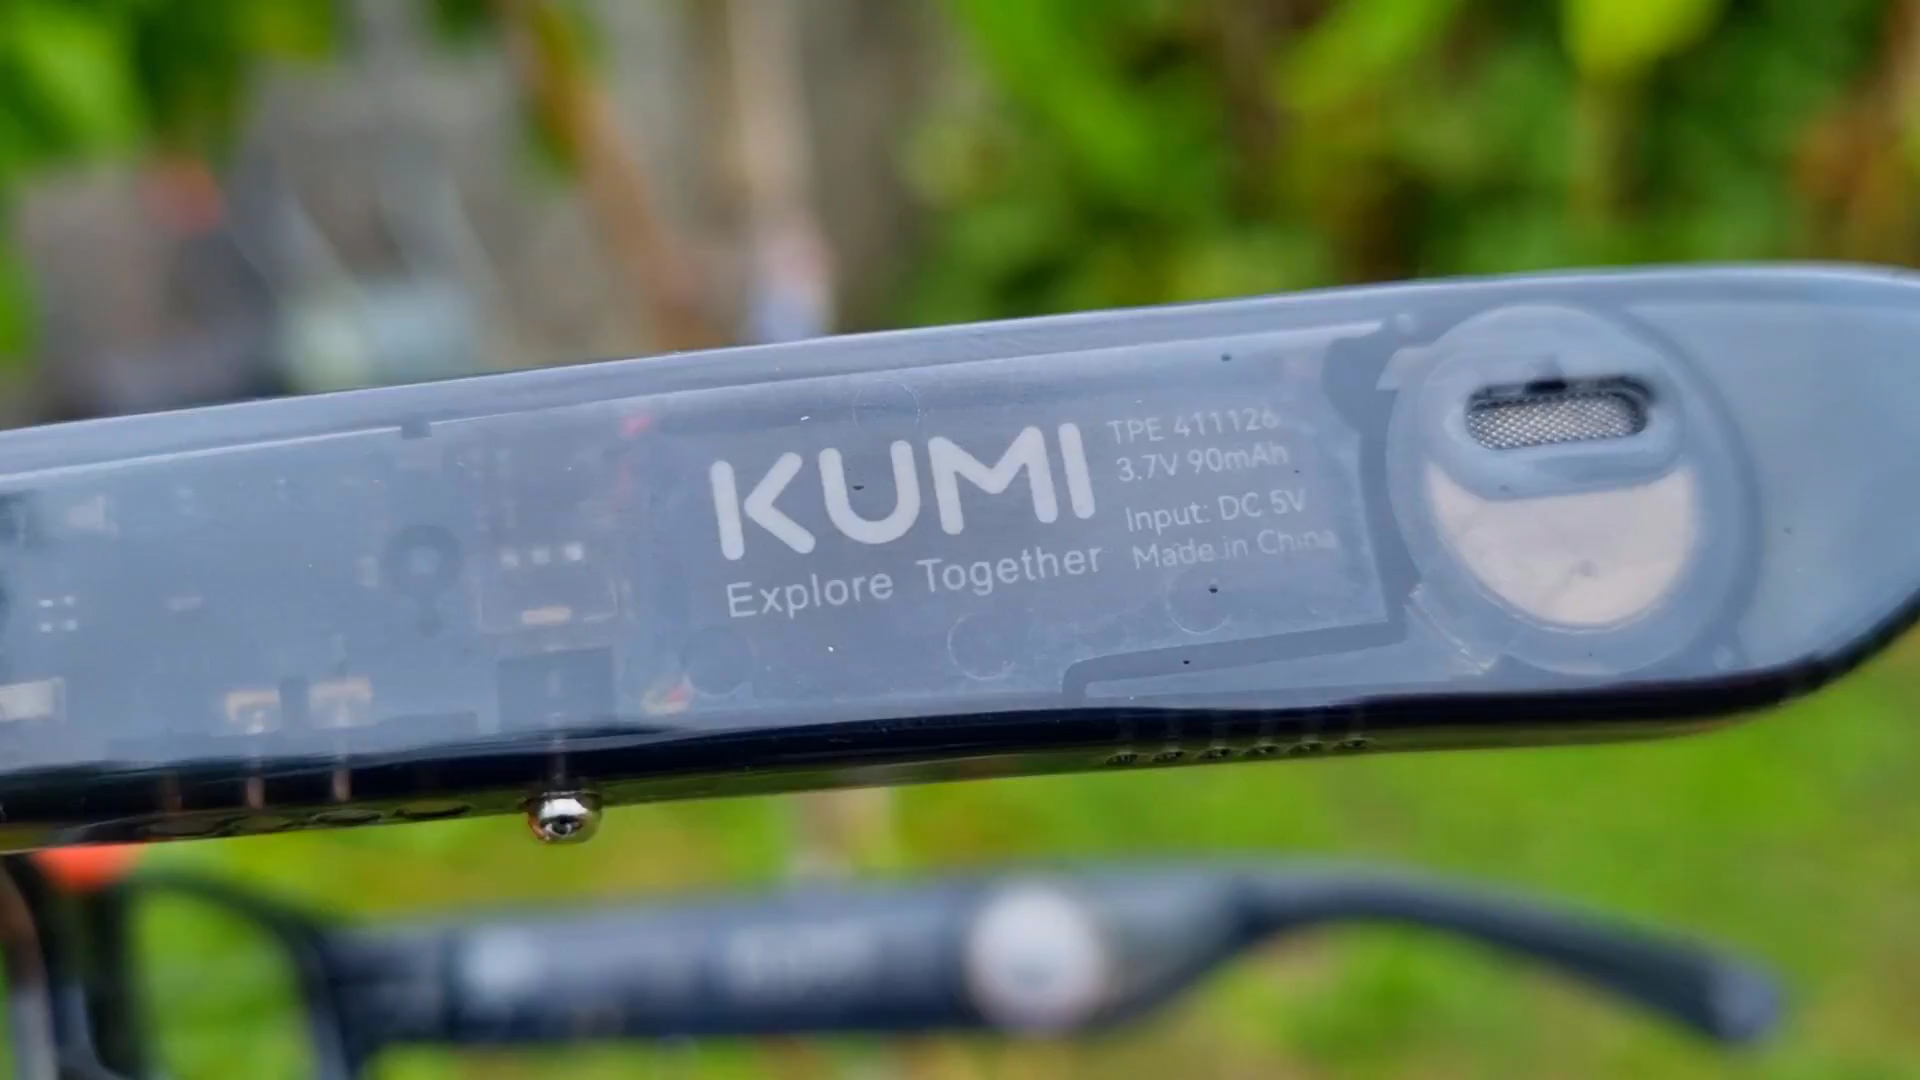 KUMI
Explore Together
TPE 411126
3.7V 90mAh
Input: DC 5V
Made in China